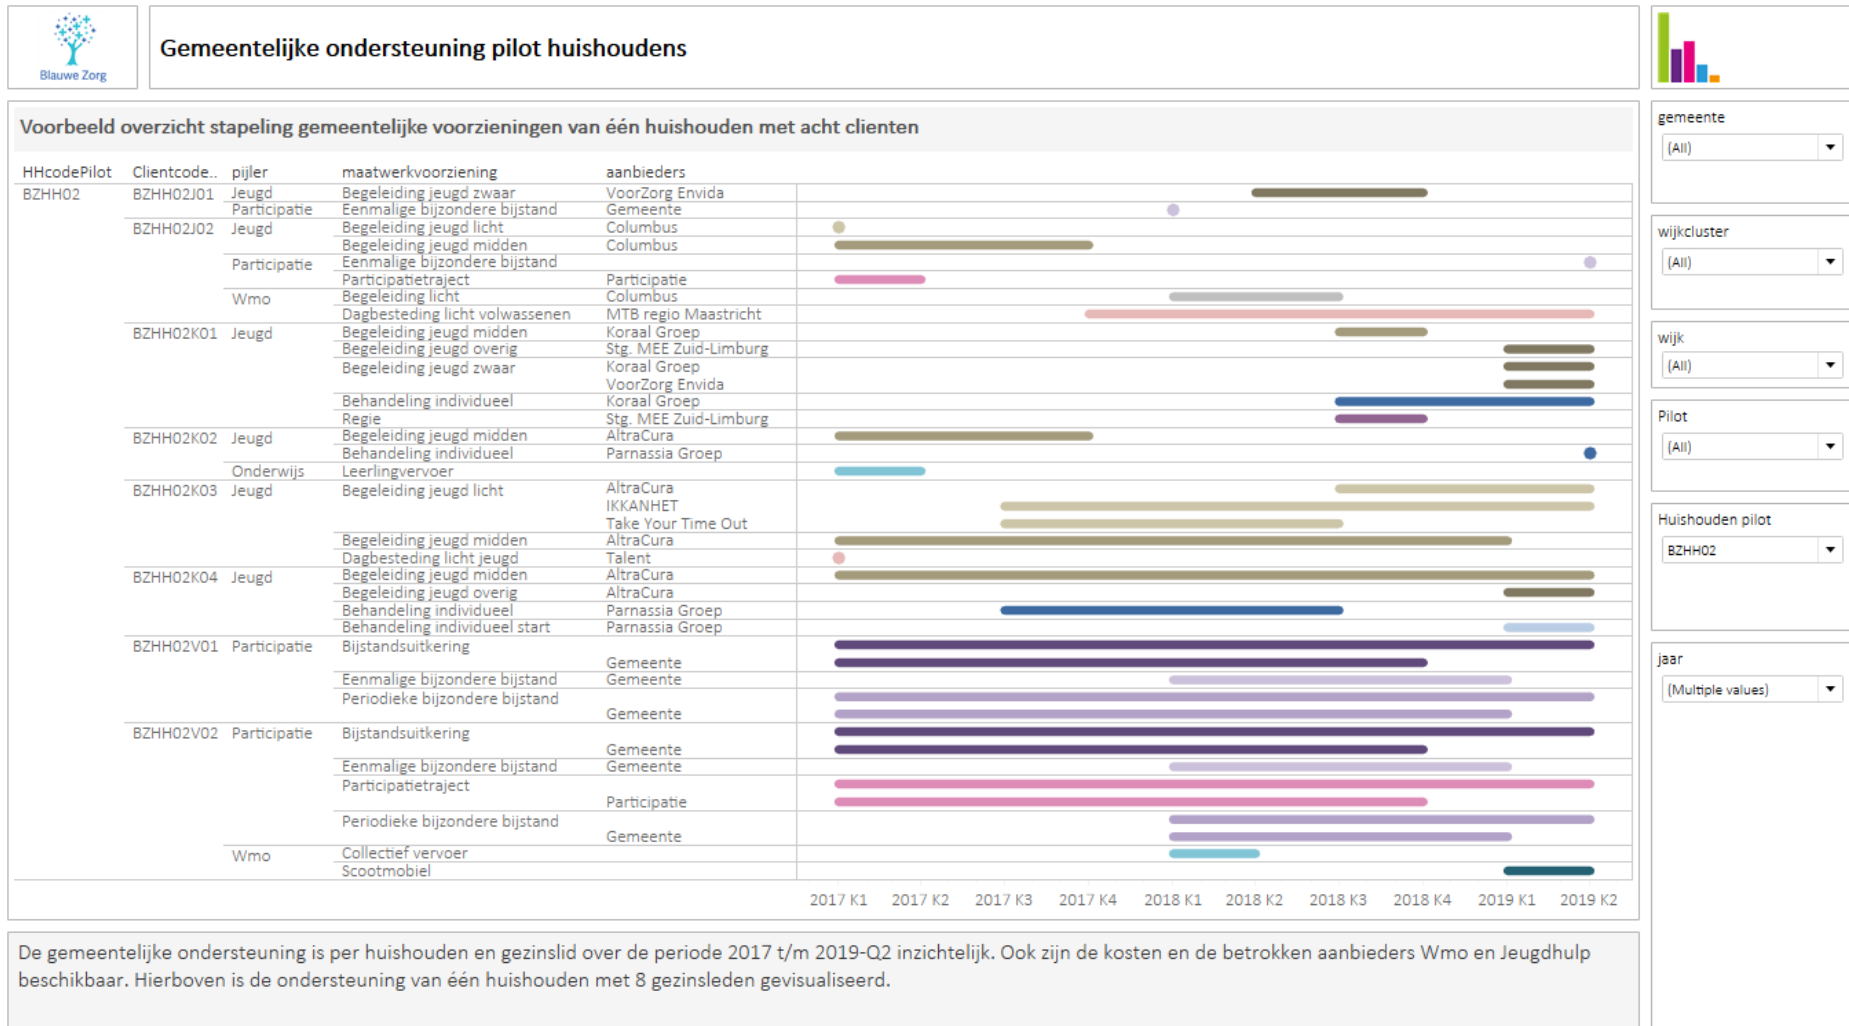 Blauwe Zorg
Gemeentelijke ondersteuning pilot huishoudens
Voorbeeld overzicht stapeling gemeentelijke voorzieningen van één huishouden met acht clienten
HHcodePilot Clientcode.. pijler maatwerkvoorziening aanbieders
BZHH02 BZHH02J01 Jeugd Begeleiding jeugd zwaar VoorZorg Envida
Participatie Eenmalige bijzondere bijstand Gemeente
BZHH02J02 Jeugd Begeleiding jeugd licht Columbus
Begeleiding jeugd midden Columbus
Participatie Eenmalige bijzondere bijstand
Participatietraject Participatie
Wmo Begeleiding licht Columbus
Dagbesteding licht volwassenen MTB regio Maastricht
BZHH02K01 Jeugd Begeleiding jeugd midden Koraal Groep
Begeleiding jeugd overig Stg. MEE Zuid-Limburg
Begeleiding jeugd zwaar Koraal Groep
VoorZorg Envida
Behandeling individueel Koraal Groep
Regie Stg. MEE Zuid-Limburg
BZHH02K02 Jeugd Begeleiding jeugd midden AltraCura
Behandeling individueel Parnassia Groep
Onderwijs Leerlingvervoer
BZHH02K03 Jeugd Begeleiding jeugd licht AltraCura
IKKANHET
Take Your Time Out
Begeleiding jeugd midden AltraCura
Dagbesteding licht jeugd Talent
BZHH02K04 Jeugd Begeleiding jeugd midden AltraCura
Begeleiding jeugd overig AltraCura
Behandeling individueel Parnassia Groep
Behandeling individueel start Parnassia Groep
BZHH02V01 Participatie Bijstandsuitkering
Gemeente
Eenmalige bijzondere bijstand Gemeente
Periodieke bijzondere bijstand
Gemeente
BZHH02V02 Participatie Bijstandsuitkering
Gemeente
Eenmalige bijzondere bijstand Gemeente
Participatietraject
Participatie
Periodieke bijzondere bijstand
Gemeente
Wmo Collectief vervoer
Scootmobiel
2017 K1 2017 K2 2017 K3 2017 K4 2018 K1 2018 K2 2018 K3 2018 K4 2019 K1 2019 K2
De gemeentelijke ondersteuning is per huishouden en gezinslid over de periode 2017 t/m 2019-Q2 inzichtelijk. Ook zijn de kosten en de betrokken aanbieders Wmo en Jeugdhulp
beschikbaar. Hierboven is de ondersteuning van één huishouden met 8 gezinsleden gevisualiseerd.
gemeente
(All)
wijkcluster
(All)
wijk
(All)
Pilot
(All)
Huishouden pilot
BZHH02
jaar
(Multiple values)